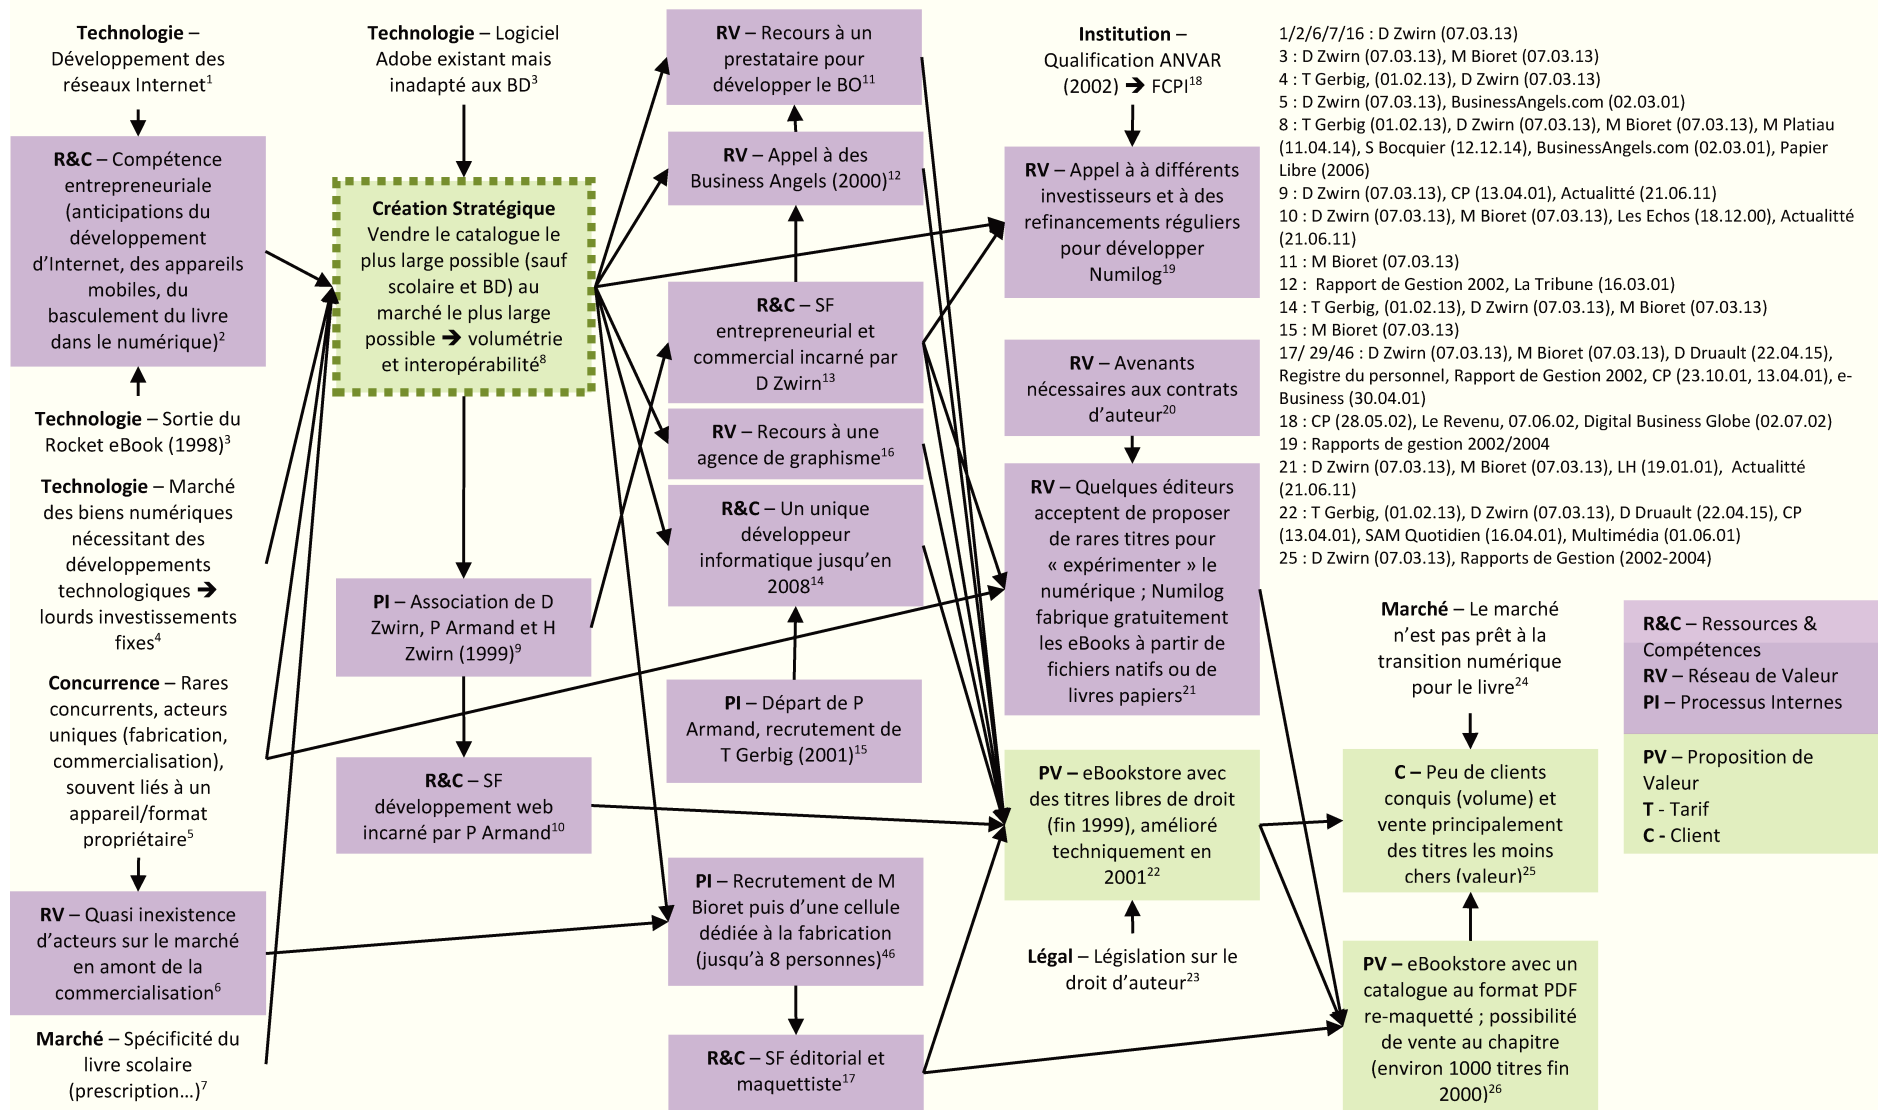 Technologie –
Développement des
réseaux Internet1
R&C – Compétence
entrepreneuriale
(anticipations du
développement
d’Internet, des appareils
mobiles, du
basculement du livre
dans le numérique)2
Technologie – Sortie du
Rocket eBook (1998)3
Technologie – Marché
des biens numériques
nécessitant des
développements
technologiques ➔
lourds investissements
fixes4
Concurrence – Rares
concurrents, acteurs
uniques (fabrication,
commercialisation),
souvent liés à un
appareil/format
propriétaire5
RV – Quasi inexistence
d’acteurs sur le marché
en amont de la
commercialisation6
Marché – Spécificité du
livre scolaire
(prescription…)7
Technologie – Logiciel
Adobe existant mais
inadapté aux BD3
Création Stratégique
Vendre le catalogue le
plus large possible (sauf
scolaire et BD) au
marché le plus large
possible ➔ volumétrie
et interopérabilité8
PI – Association de D
Zwirn, P Armand et H
Zwirn (1999)9
R&C – SF
développement web
incarné par P Armand10
RV – Recours à un
prestataire pour
développer le BO11
RV – Appel à des
Business Angels (2000)12
R&C – SF
entrepreneurial et
commercial incarné par
D Zwirn13
RV – Recours à une
agence de graphisme16
R&C – Un unique
développeur
informatique jusqu’en
200814
PI – Départ de P
Armand, recrutement de
T Gerbig (2001)15
PI – Recrutement de M
Bioret puis d’une cellule
dédiée à la fabrication
(jusqu’à 8 personnes)46
R&C – SF éditorial et
maquettiste17
Institution –
Qualification ANVAR
(2002) ➔ FCPI18
RV – Appel à à différents
investisseurs et à des
refinancements réguliers
pour développer
Numilog19
RV – Avenants
nécessaires aux contrats
d’auteur20
RV – Quelques éditeurs
acceptent de proposer
de rares titres pour
« expérimenter » le
numérique ; Numilog
fabrique gratuitement
les eBooks à partir de
fichiers natifs ou de
livres papiers21
PV – eBookstore avec
des titres libres de droit
(fin 1999), amélioré
techniquement en
200122
Légal – Législation sur le
droit d’auteur23
1/2/6/7/16 : D Zwirn (07.03.13)
3 : D Zwirn (07.03.13), M Bioret (07.03.13)
4 : T Gerbig, (01.02.13), D Zwirn (07.03.13)
5 : D Zwirn (07.03.13), BusinessAngels.com (02.03.01)
8 : T Gerbig (01.02.13), D Zwirn (07.03.13), M Bioret (07.03.13), M Platiau
(11.04.14), S Bocquier (12.12.14), BusinessAngels.com (02.03.01), Papier
Libre (2006)
9 : D Zwirn (07.03.13), CP (13.04.01), Actualitté (21.06.11)
10 : D Zwirn (07.03.13), M Bioret (07.03.13), Les Echos (18.12.00), Actualitté
(21.06.11)
11 : M Bioret (07.03.13)
12 : Rapport de Gestion 2002, La Tribune (16.03.01)
14 : T Gerbig, (01.02.13), D Zwirn (07.03.13), M Bioret (07.03.13)
15 : M Bioret (07.03.13)
17/ 29/46 : D Zwirn (07.03.13), M Bioret (07.03.13), D Druault (22.04.15),
Registre du personnel, Rapport de Gestion 2002, CP (23.10.01, 13.04.01), e-
Business (30.04.01)
18 : CP (28.05.02), Le Revenu, 07.06.02, Digital Business Globe (02.07.02)
19 : Rapports de gestion 2002/2004
21 : D Zwirn (07.03.13), M Bioret (07.03.13), LH (19.01.01), Actualitté
(21.06.11)
22 : T Gerbig, (01.02.13), D Zwirn (07.03.13), D Druault (22.04.15), CP
(13.04.01), SAM Quotidien (16.04.01), Multimédia (01.06.01)
25 : D Zwirn (07.03.13), Rapports de Gestion (2002-2004)
Marché – Le marché
n’est pas prêt à la
transition numérique
pour le livre24
C – Peu de clients
conquis (volume) et
vente principalement
des titres les moins
chers (valeur)25
PV – eBookstore avec un
catalogue au format PDF
re-maquetté ; possibilité
de vente au chapitre
(environ 1000 titres fin
2000)26
R&C – Ressources &
Compétences
RV – Réseau de Valeur
PI – Processus Internes
PV – Proposition de
Valeur
T - Tarif
C - Client